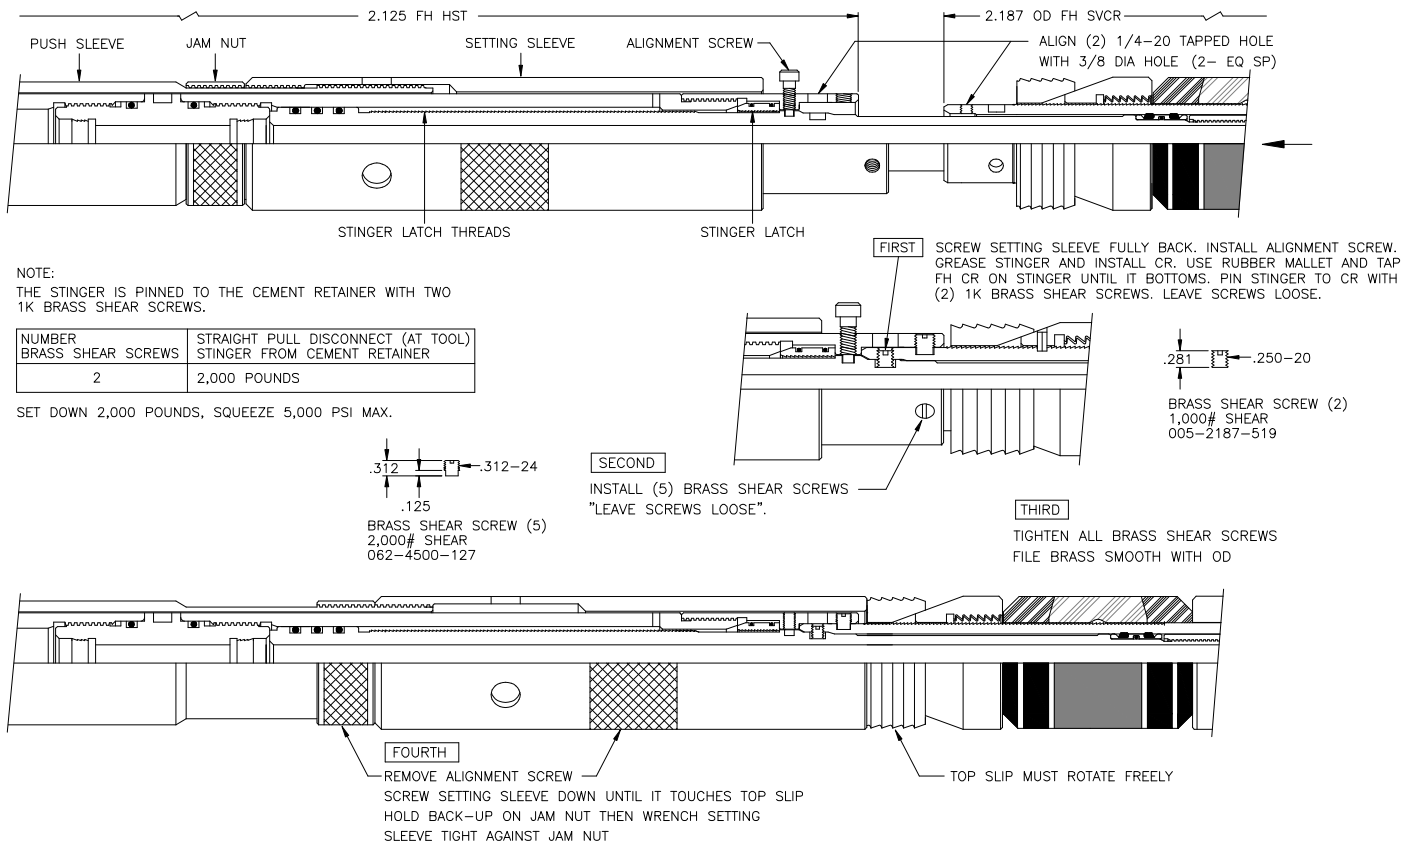 2.125 FH HST
2.187 OD FH SVCR
PUSH SLEEVE
JAM NUT
SETTING SLEEVE
ALIGNMENT SCREW
ALIGN (2) 1/4-20 TAPPED HOLE
WITH 3/8 DIA HOLE (2- EQ SP)
STINGER LATCH THREADS
STINGER LATCH
FIRST
SCREW SETTING SLEEVE FULLY BACK. INSTALL ALIGNMENT SCREW.
GREASE STINGER AND INSTALL CR. USE RUBBER MALLET AND TAP
FH CR ON STINGER UNTIL IT BOTTOMS. PIN STINGER TO CR WITH
(2) 1K BRASS SHEAR SCREWS. LEAVE SCREWS LOOSE.
NOTE:
THE STINGER IS PINNED TO THE CEMENT RETAINER WITH TWO
1K BRASS SHEAR SCREWS.
NUMBER
BRASS SHEAR SCREWS
STRAIGHT PULL DISCONNECT (AT TOOL)
STINGER FROM CEMENT RETAINER
2
2,000 POUNDS
SET DOWN 2,000 POUNDS, SQUEEZE 5,000 PSI MAX.
.281
.250-20
BRASS SHEAR SCREW (2)
1,000# SHEAR
005-2187-519
.312
.312-24
.125
BRASS SHEAR SCREW (5)
2,000# SHEAR
062-4500-127
SECOND
INSTALL (5) BRASS SHEAR SCREWS
"LEAVE SCREWS LOOSE".
THIRD
TIGHTEN ALL BRASS SHEAR SCREWS
FILE BRASS SMOOTH WITH OD
FOURTH
REMOVE ALIGNMENT SCREW
SCREW SETTING SLEEVE DOWN UNTIL IT TOUCHES TOP SLIP
HOLD BACK-UP ON JAM NUT THEN WRENCH SETTING
SLEEVE TIGHT AGAINST JAM NUT
TOP SLIP MUST ROTATE FREELY